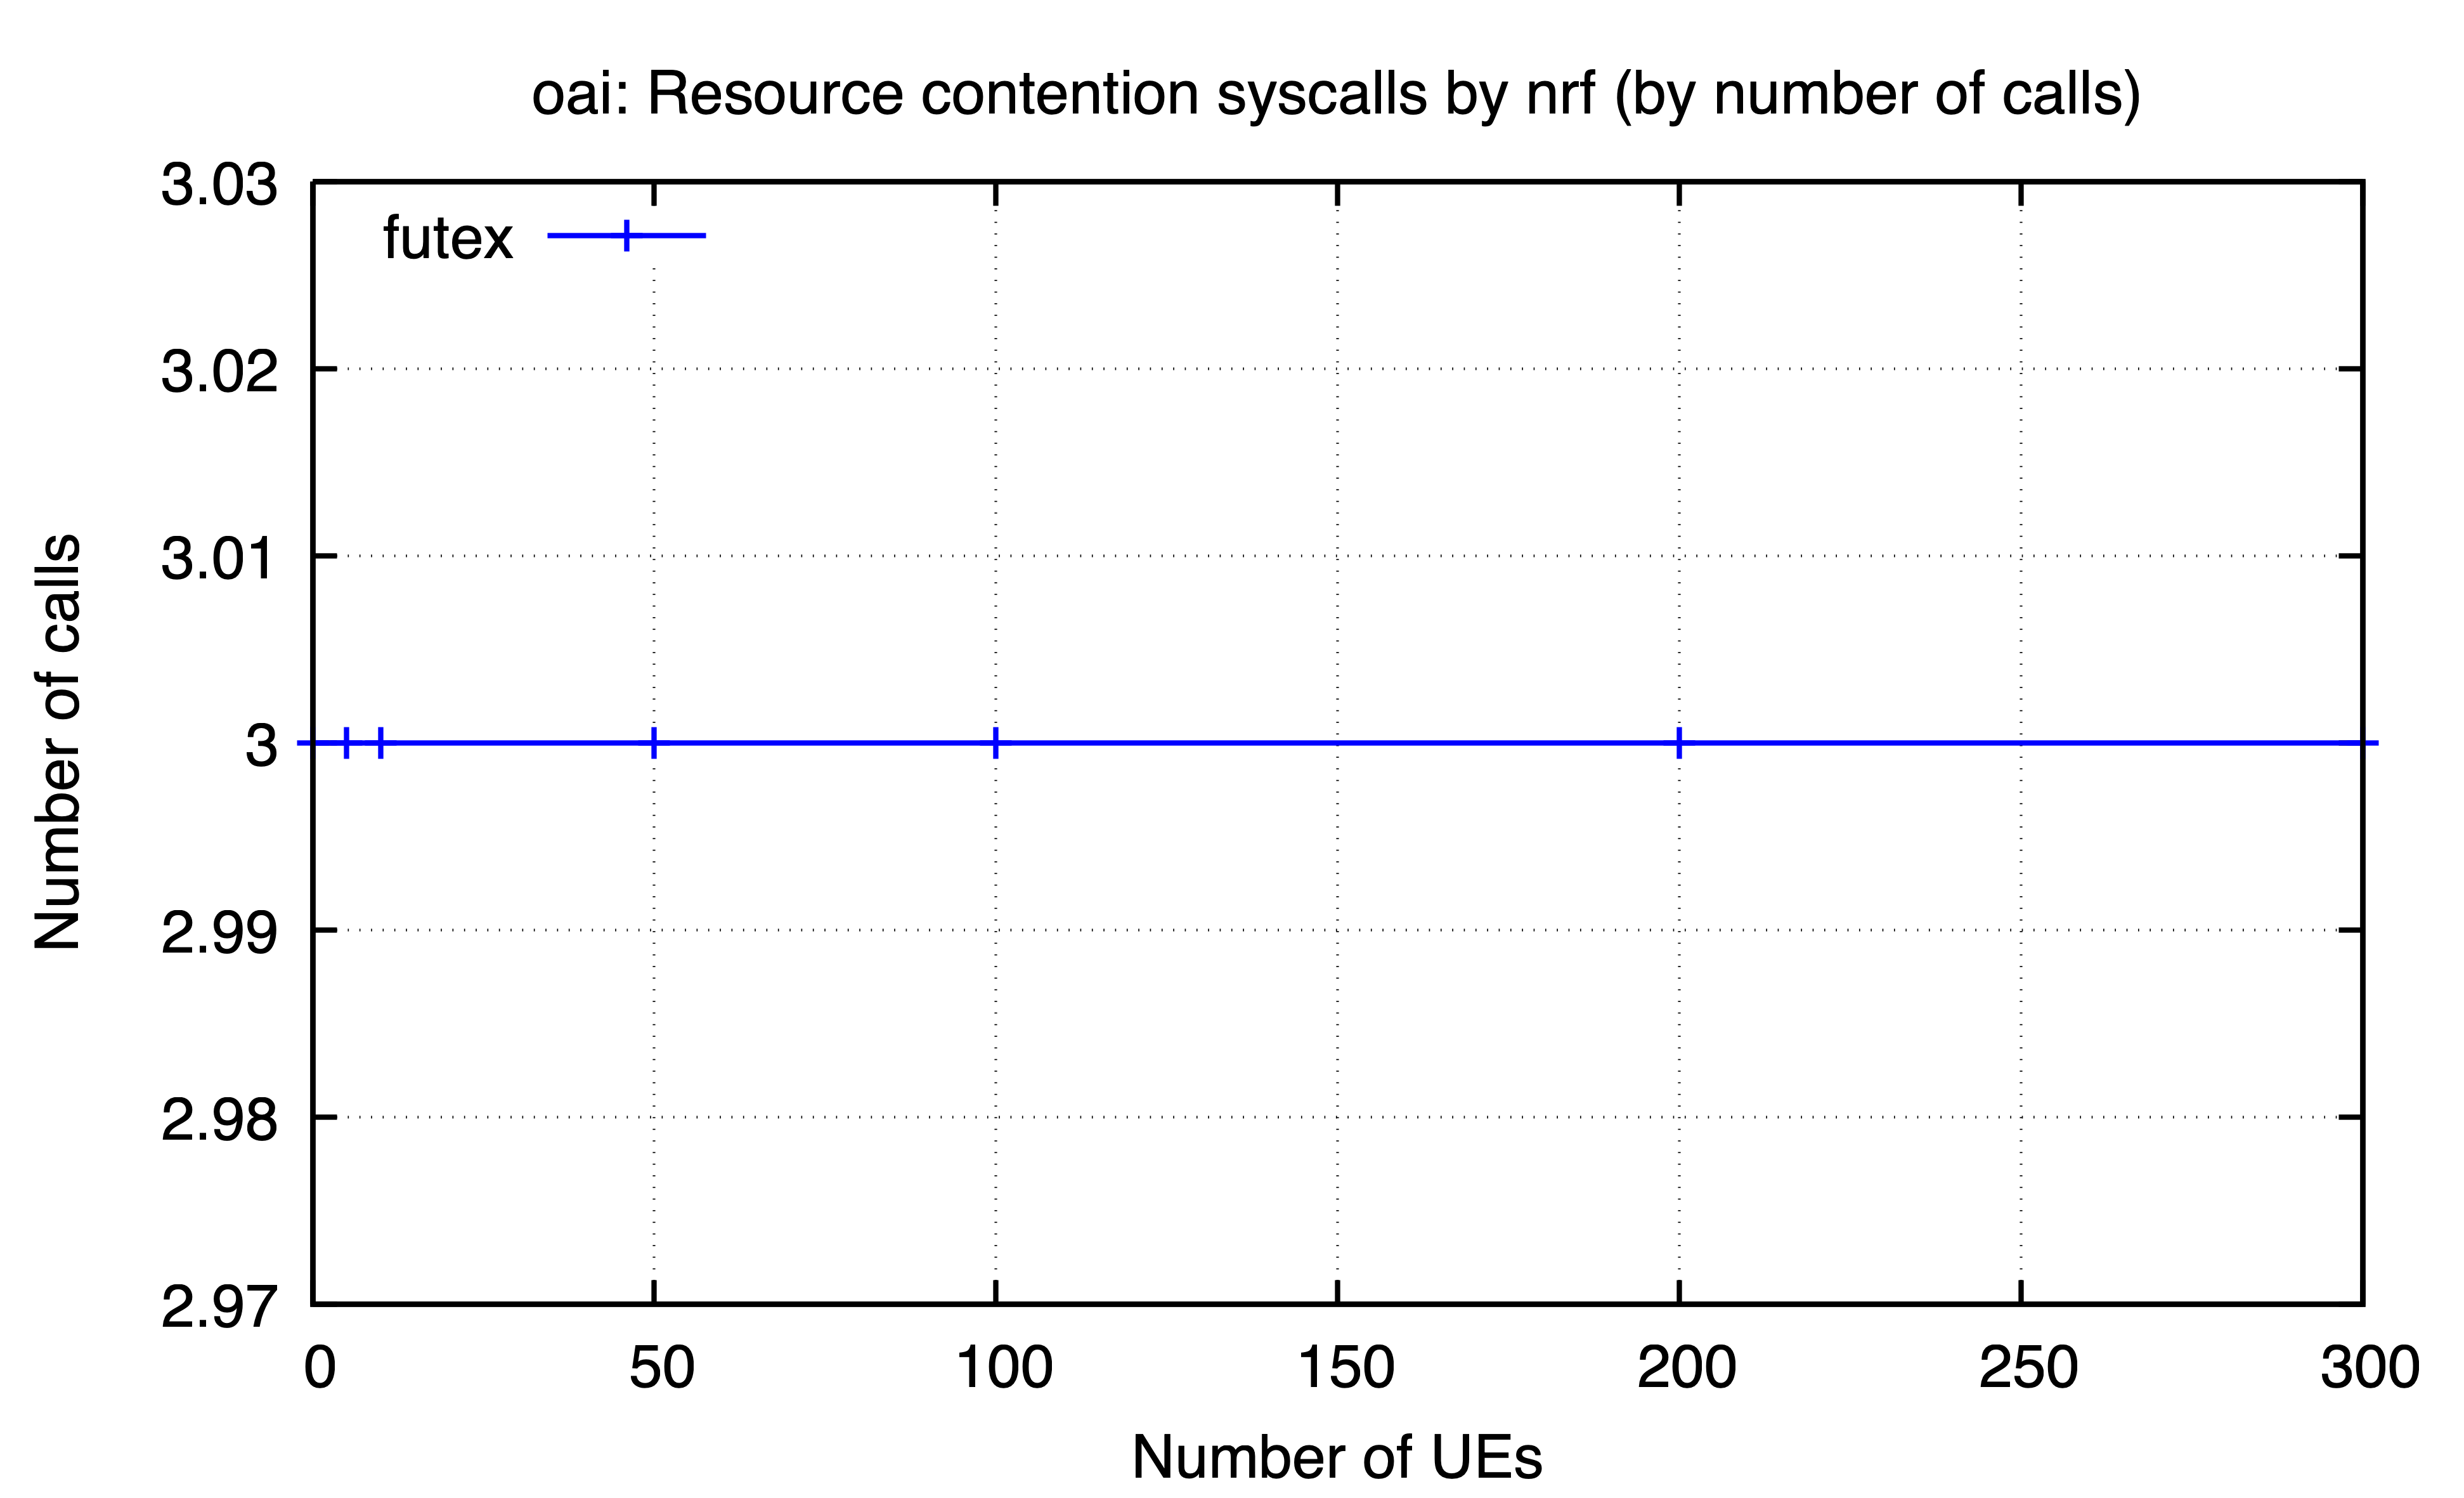 oai: Resource contention syscalls by nrf (by number of calls)
futex
3.03
3.02
3.01
3
2.99
2.98
2.97
Number of calls
0 50 100 150 200 250 300
Number of UEs